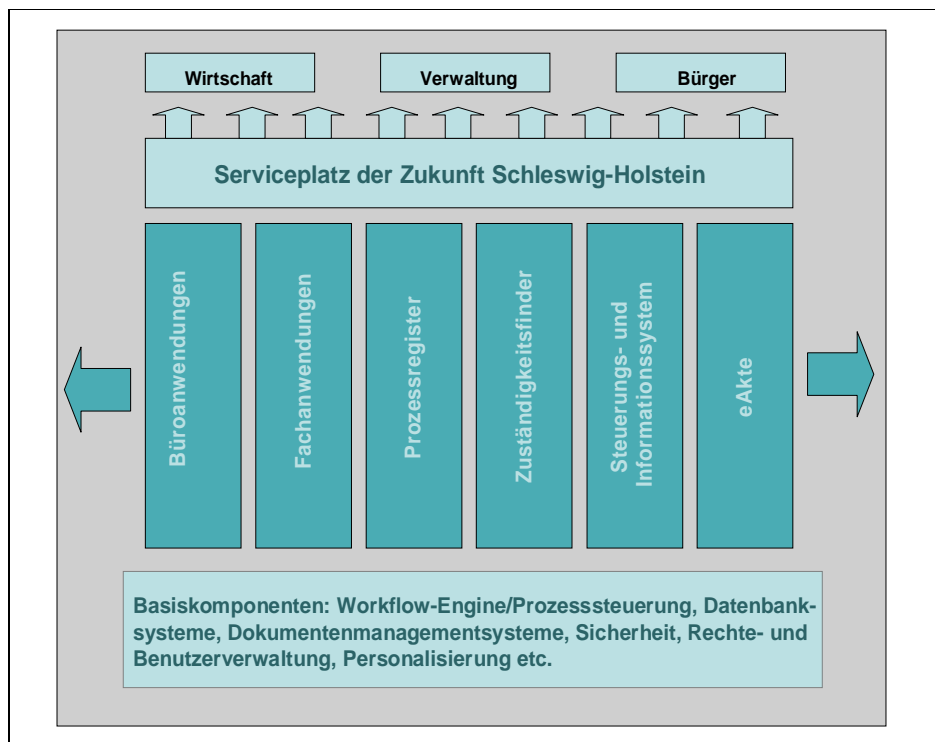 Wirtschaft
Verwaltung
Bürger
Serviceplatz der Zukunft Schleswig-Holstein
Büroanwendungen
Fachanwendungen
Prozessregister
Zuständigkeitsfinder
Steuerungs- und
Informationssystem
eAkte
Basiskomponenten: Workflow-Engine/Prozesssteuerung, Datenbank-
systeme, Dokumentenmanagementsysteme, Sicherheit, Rechte- und
Benutzerverwaltung, Personalisierung etc.